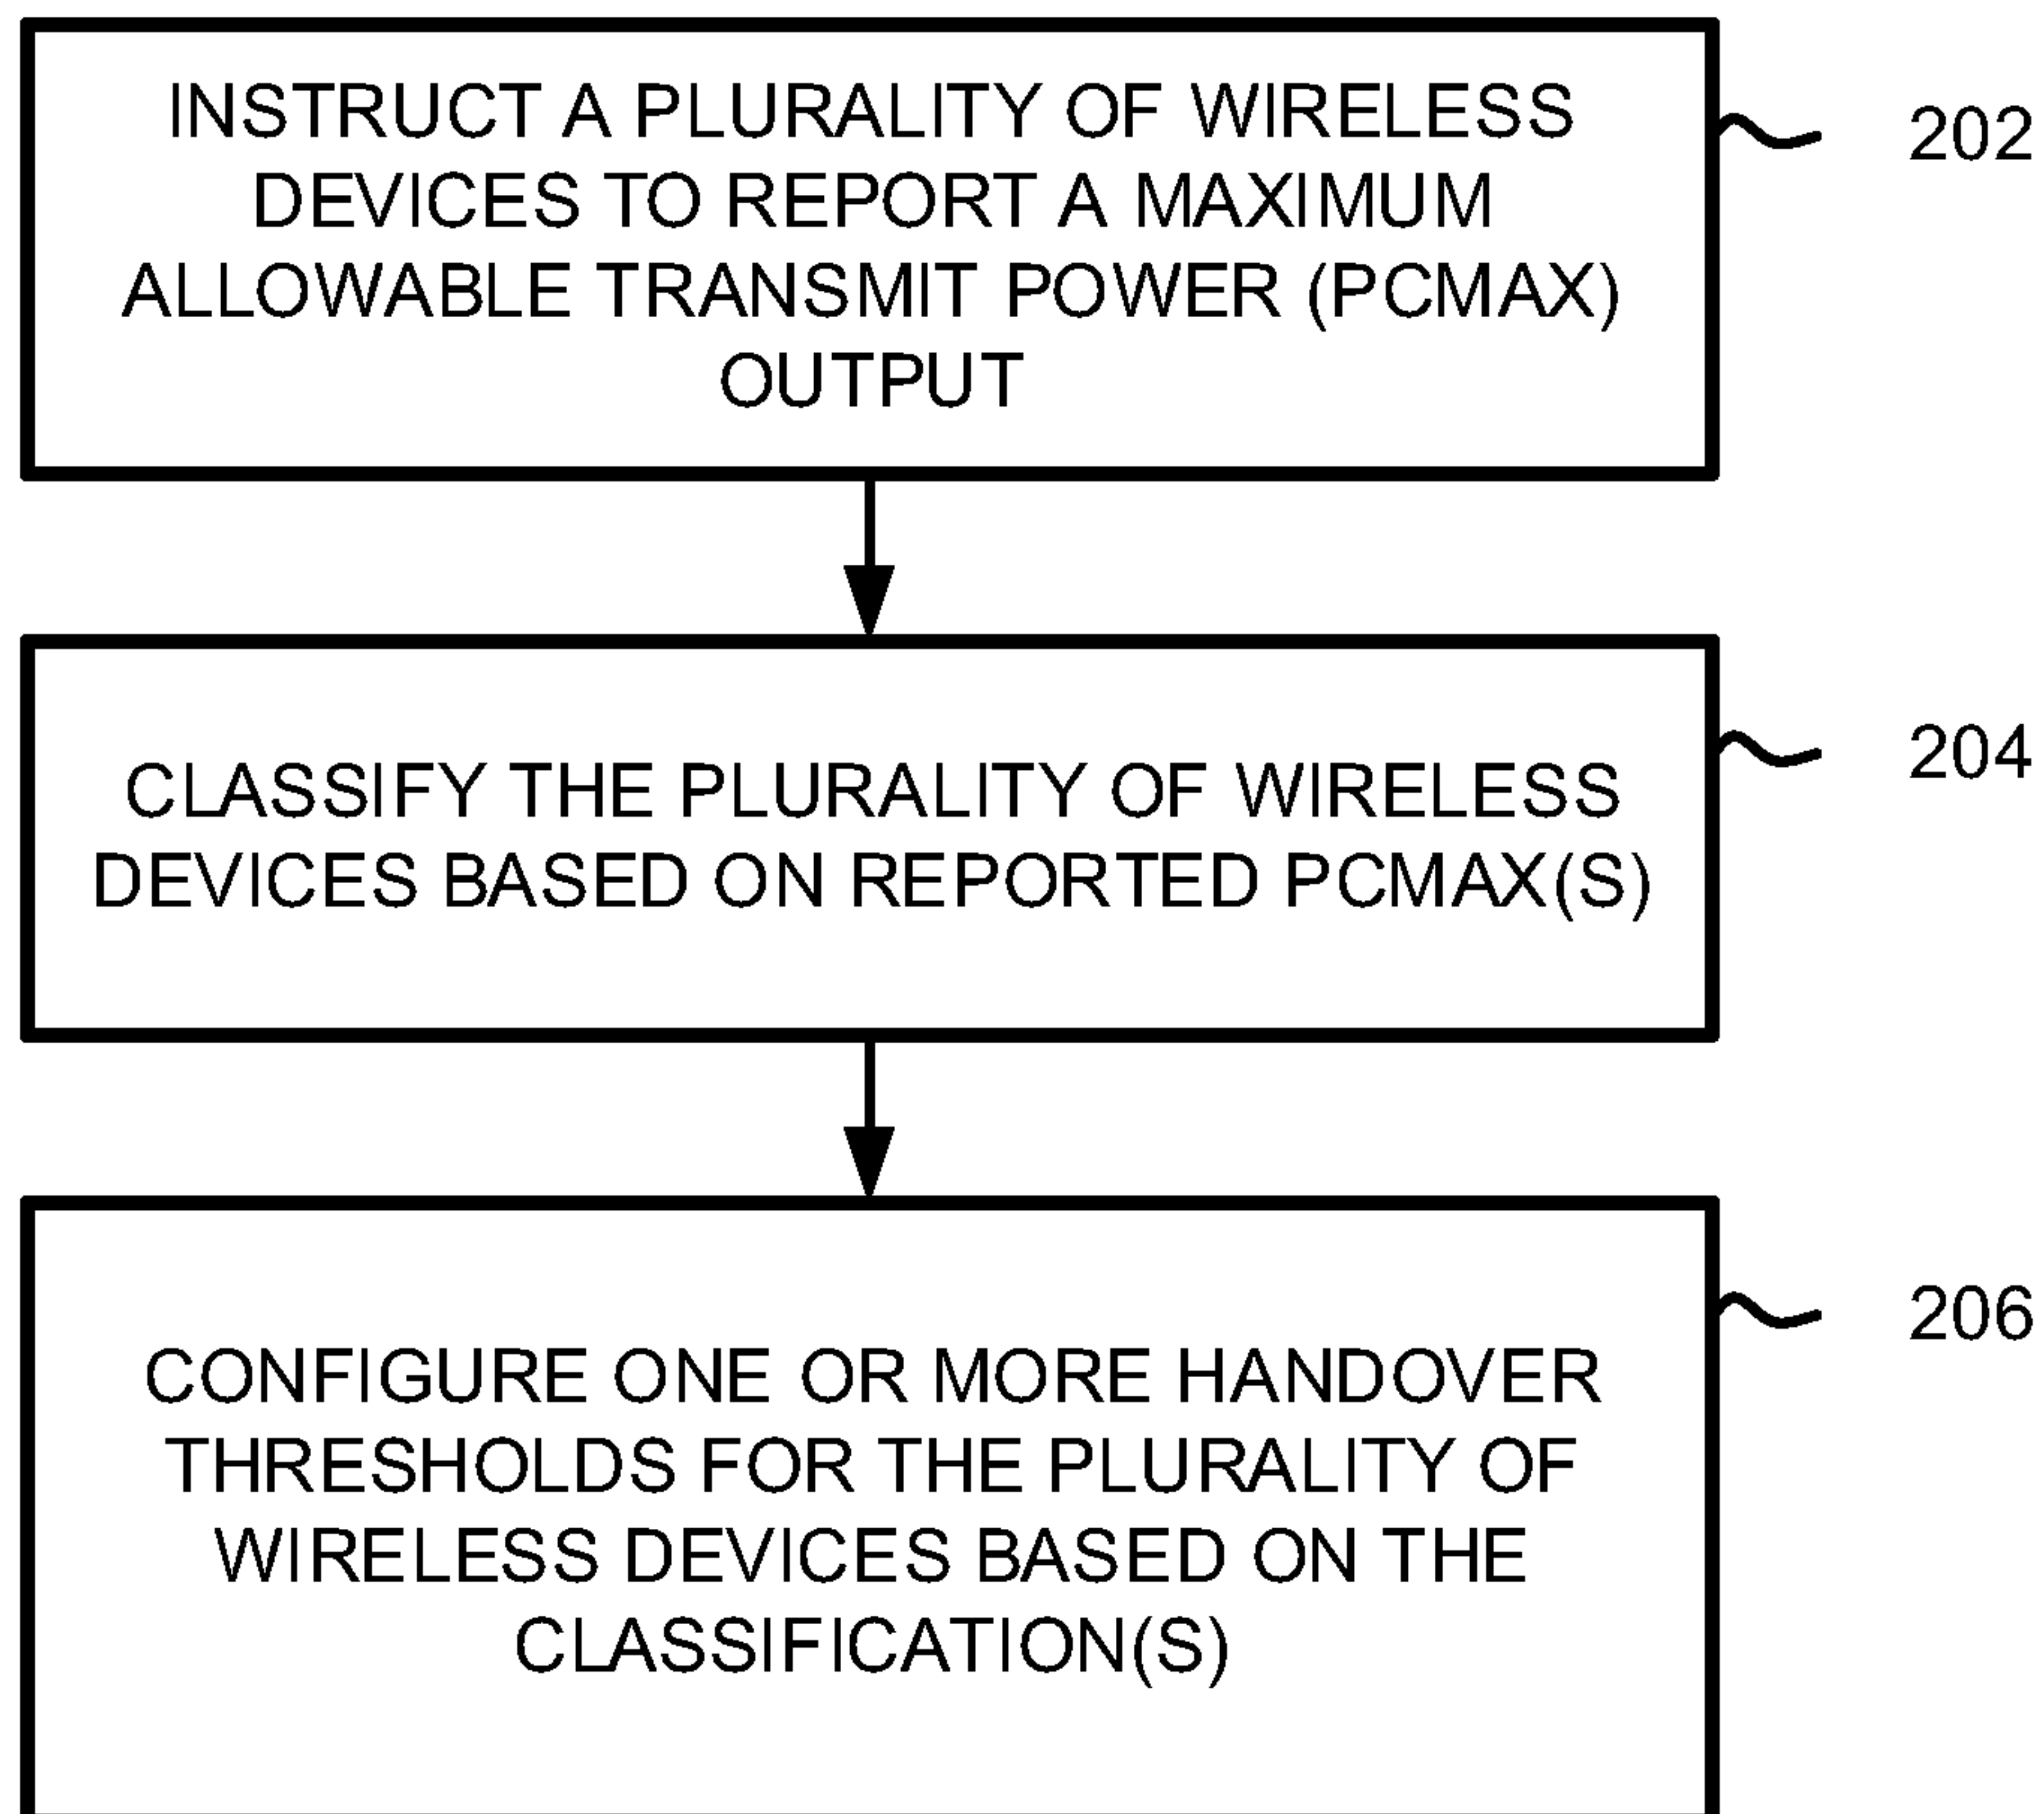 INSTRUCT A PLURALITY OF WIRELESS
DEVICES TO REPORT A MAXIMUM
ALLOWABLE TRANSMIT POWER (PCMAX)
OUTPUT
202
CLASSIFY THE PLURALITY OF WIRELESS
DEVICES BASED ON REPORTED PCMAX(S)
204
CONFIGURE ONE OR MORE HANDOVER
THRESHOLDS FOR THE PLURALITY OF
WIRELESS DEVICES BASED ON THE
CLASSIFICATION(S)
206